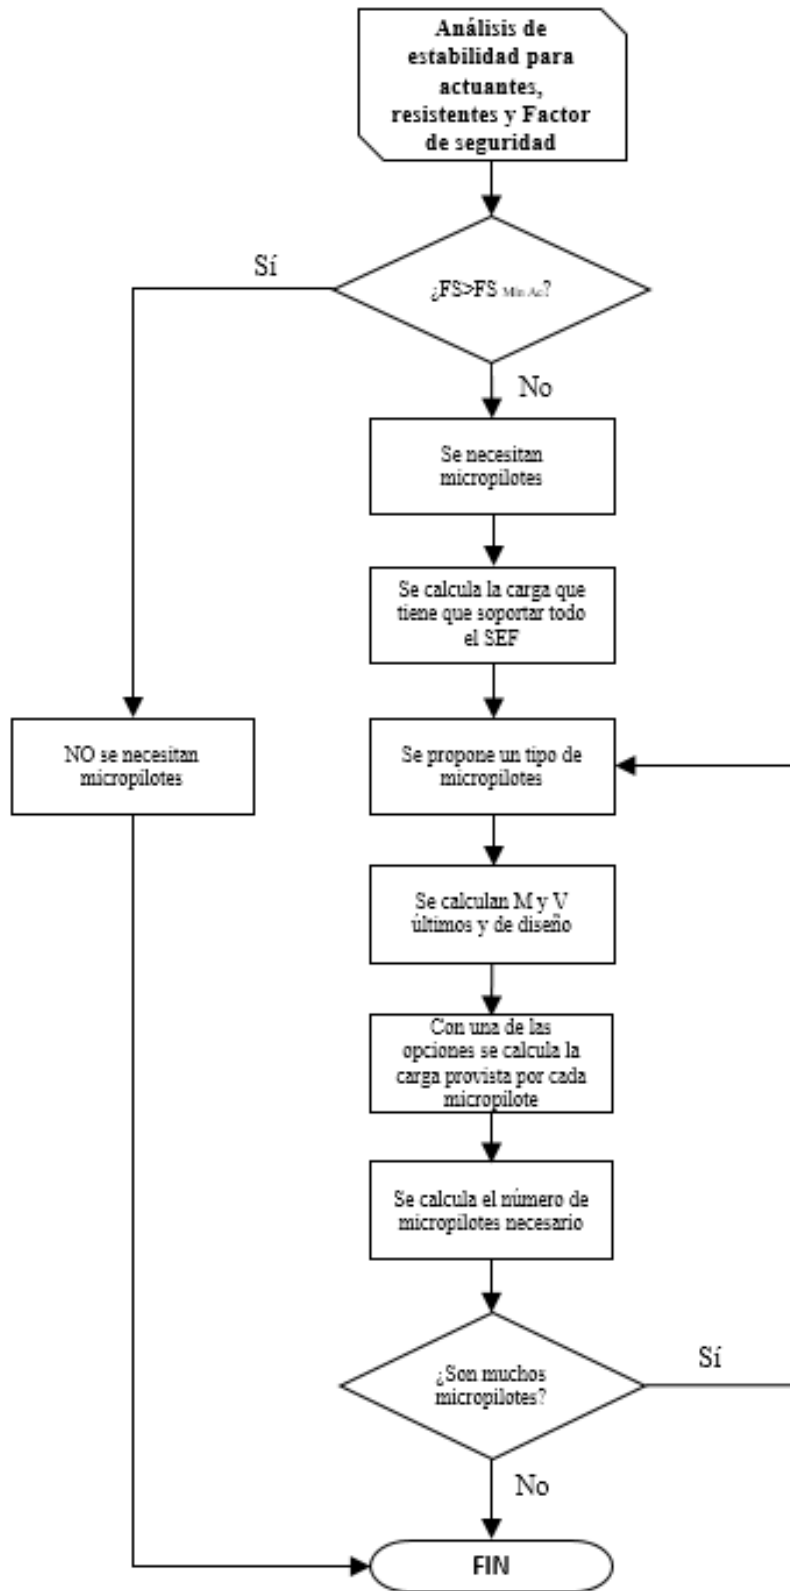 Análisis de
estabilidad para
actuantes,
resistentes y Factor
de seguridad
Sí
¿FS>FS Min Ac?
No
Se necesitan
micropilotes
Se calcula la carga que
tiene que soportar todo
el SEF
NO se necesitan
micropilotes
Se propone un tipo de
micropilotes
Se calculan M y V
últimos y de diseño
Con una de las
opciones se calcula la
carga provista por cada
micropilote
Se calcula el número de
micropilotes necesario
¿Son muchos
micropilotes?
Sí
No
FIN